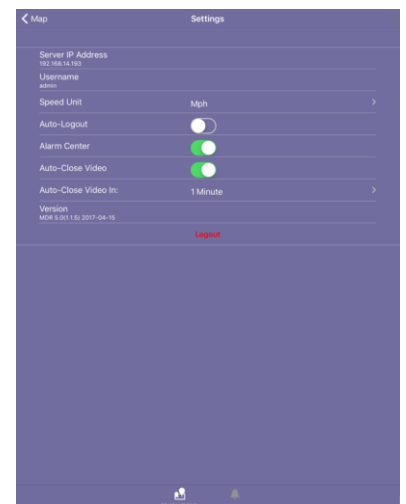 Map
Settings
Server IP Address
192.168.14.193
Username
admin
Speed Unit
Mph
Auto-Logout
Alarm Center
Auto-Close Video
Auto-Close Video In:
1 Minute
Version
MDR 5.0(1.1.5) 2017-04-15
Logout